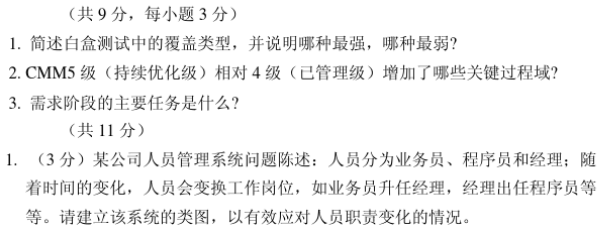 （共 9 分，每小题 3 分）
1. 简述白盒测试中的覆盖类型，并说明哪种最强，哪种最弱?
2. CMM5 级（持续优化级）相对 4 级（已管理级）增加了哪些关键过程域?
3. 需求阶段的主要任务是什么?
（共 11 分）
1. （3 分）某公司人员管理系统问题陈述：人员分为业务员、程序员和经理；随
着时间的变化，人员会变换工作岗位，如业务员升任经理，经理出任程序员等
等。请建立该系统的类图，以有效应对人员职责变化的情况。